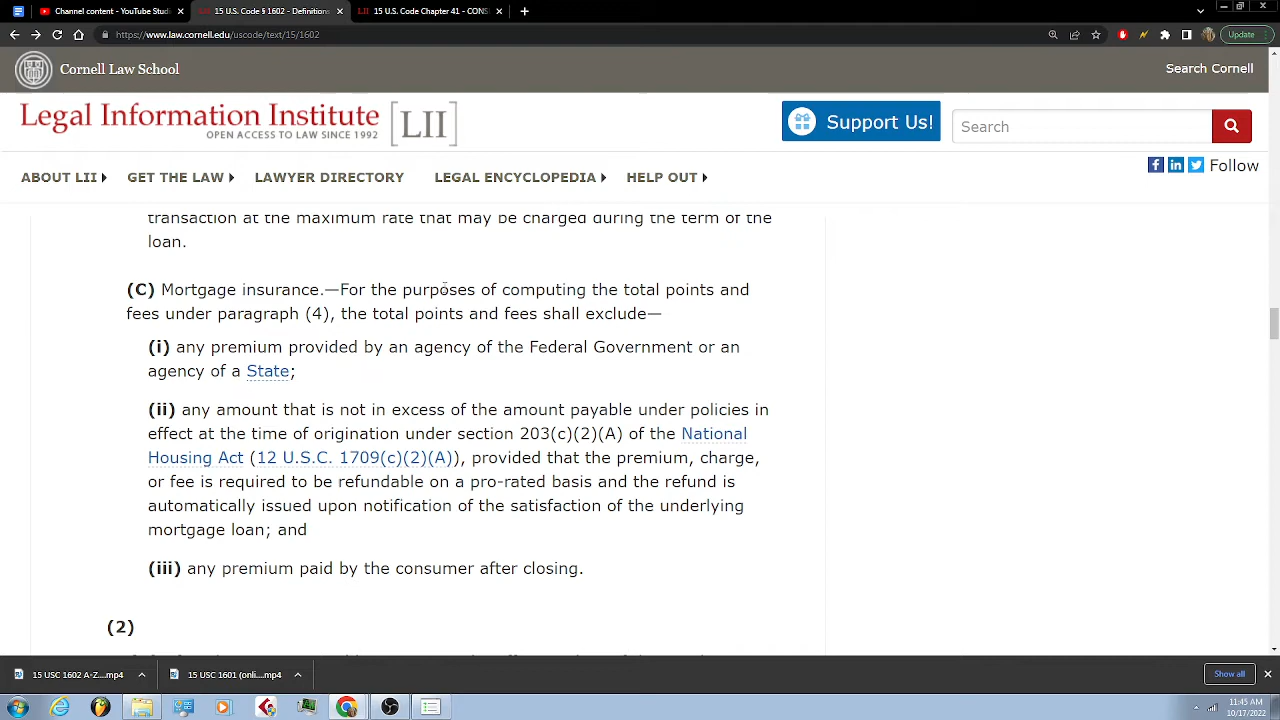 Channel content - YouTube Studi
15 U.S. Code § 1602 - Definitions
15 U.S. Code Chapter 41 - CONS
https://www.law.cornell.edu/uscode/text/15/1602
Update
Cornell Law School
Search Cornell
Legal Information Institute [LII]
OPEN ACCESS TO LAW SINCE 1992
Support Us!
Search
ABOUT LII GET THE LAW LAWYER DIRECTORY LEGAL ENCYCLOPEDIA HELP OUT
Follow
transaction at the maximum rate that may be charged during the term of the
loan.
(C) Mortgage insurance.—For the purposes of computing the total points and
fees under paragraph (4), the total points and fees shall exclude—
(i) any premium provided by an agency of the Federal Government or an
agency of a State;
(ii) any amount that is not in excess of the amount payable under policies in
effect at the time of origination under section 203(c)(2)(A) of the National
Housing Act (12 U.S.C. 1709(c)(2)(A)), provided that the premium, charge,
or fee is required to be refundable on a pro-rated basis and the refund is
automatically issued upon notification of the satisfaction of the underlying
mortgage loan; and
(iii) any premium paid by the consumer after closing.
(2)
15 USC 1602 A-Z....mp4
15 USC 1601 (onli....mp4
Show all
11:45 AM
10/17/2022